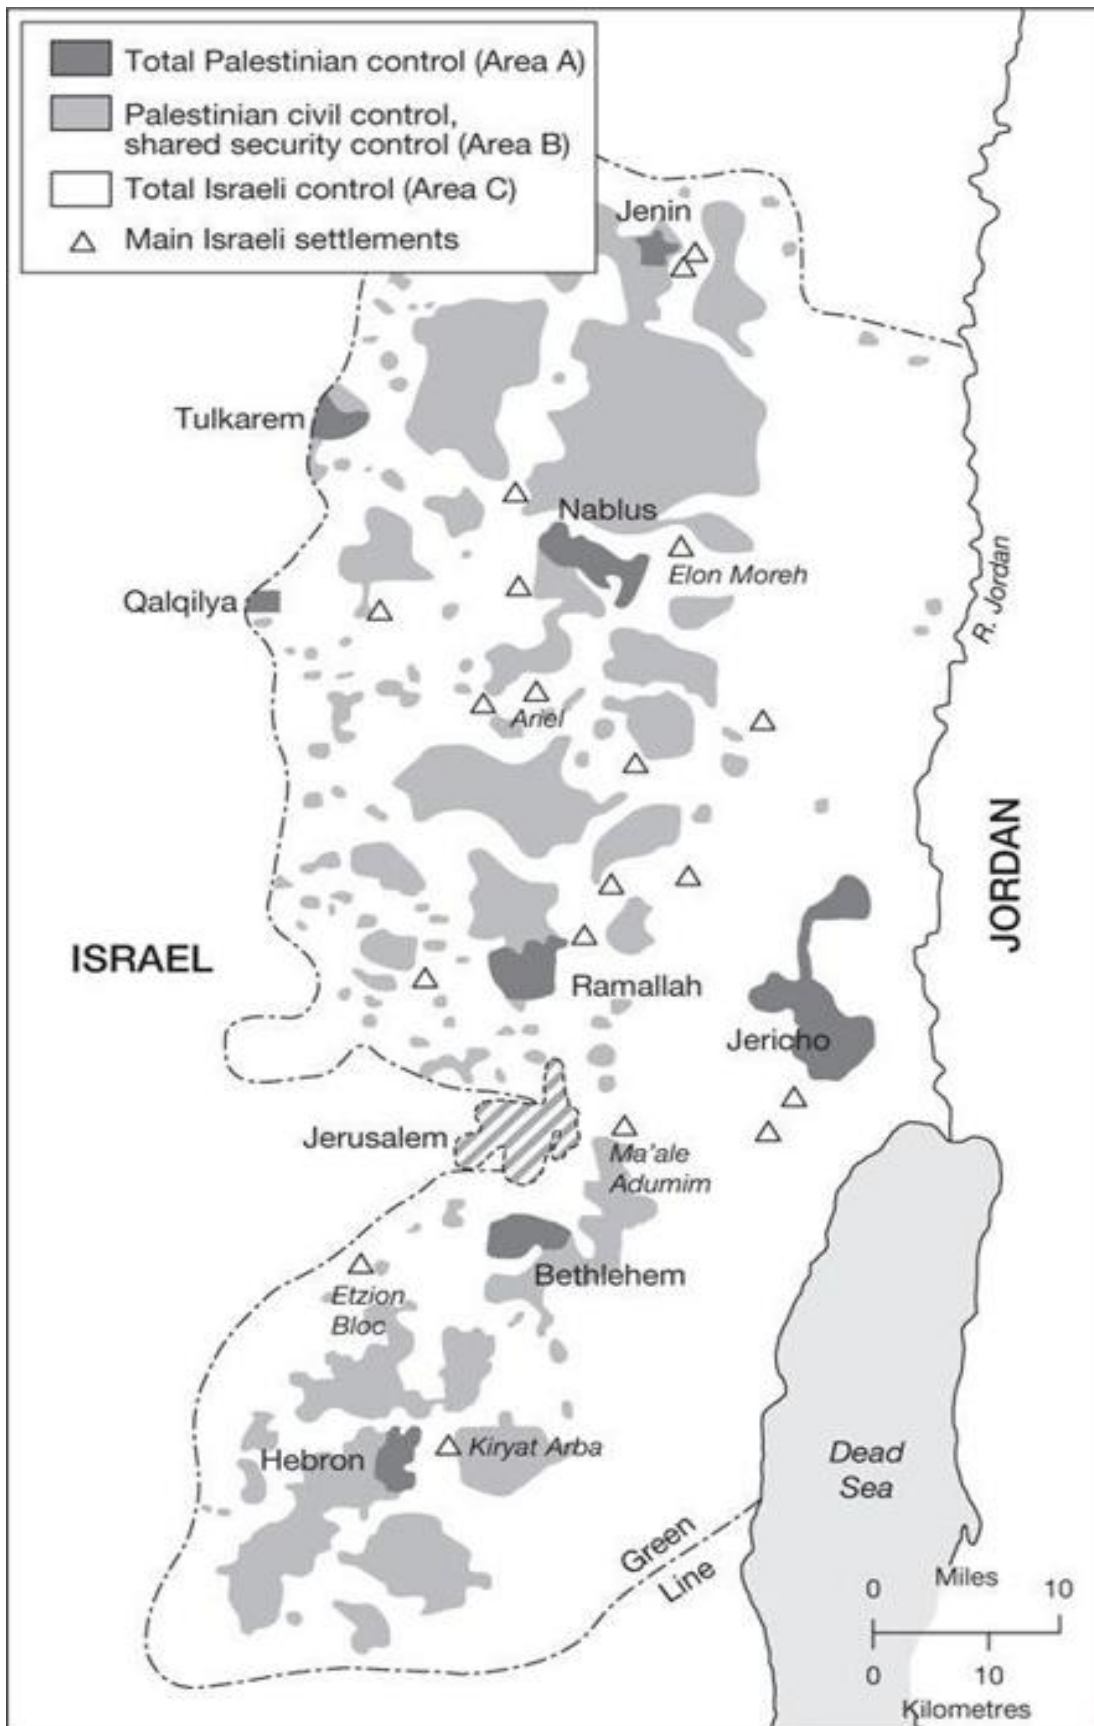 Total Palestinian control (Area A)
Palestinian civil control,
shared security control (Area B)
Total Israeli control (Area C)
Main Israeli settlements
Jenin
Tulkarem
Nablus
Elon Moreh
Qalqilya
R. Jordan
Ariel
JORDAN
ISRAEL
Ramallah
Jericho
Jerusalem
Ma'ale
Adumim
Bethlehem
Etzion
Bloc
Hebron
Kiryat Arba
Dead
Sea
Green
Line
0 Miles 10
0 10
Kilometres